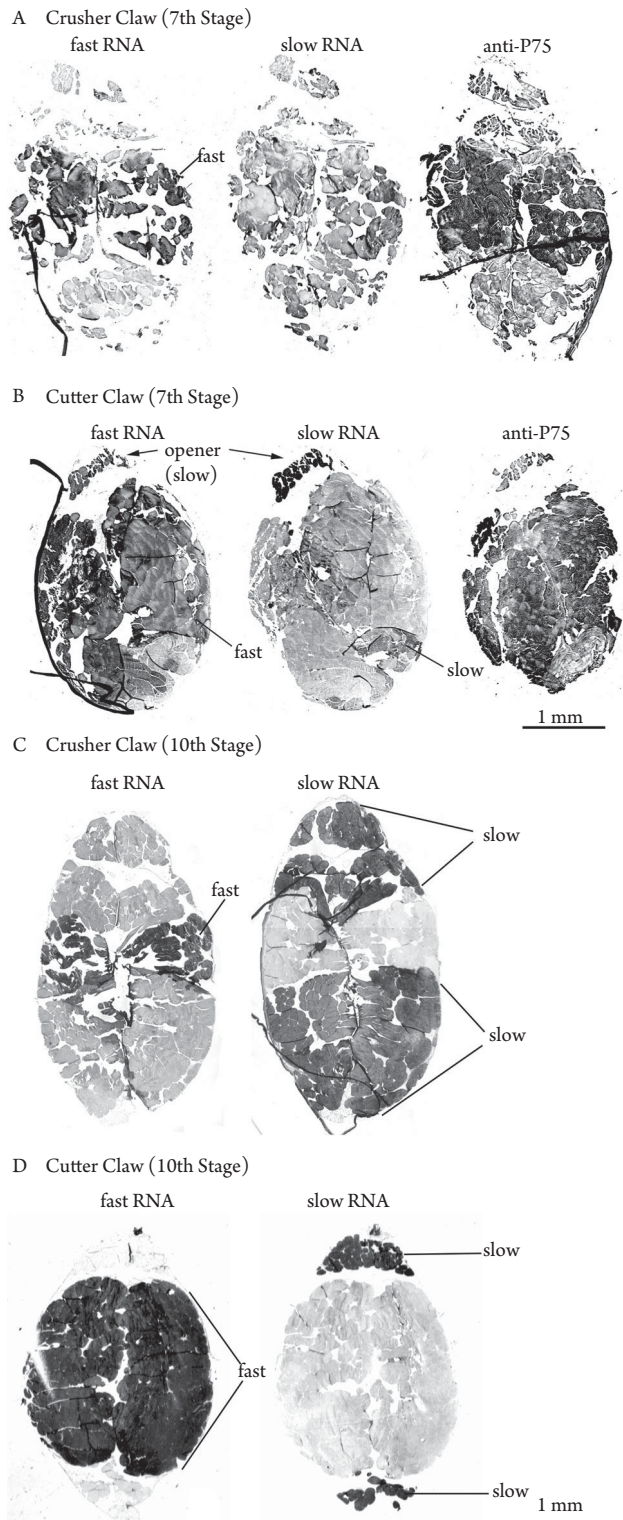 A Crusher Claw (7th Stage)
fast RNA slow RNA anti-P75
fast
B Cutter Claw (7th Stage)
fast RNA slow RNA anti-P75
opener
(slow)
fast
slow
1 mm
C Crusher Claw (10th Stage)
fast RNA slow RNA
slow
fast
slow
D Cutter Claw (10th Stage)
fast RNA slow RNA
slow
fast
slow
1 mm